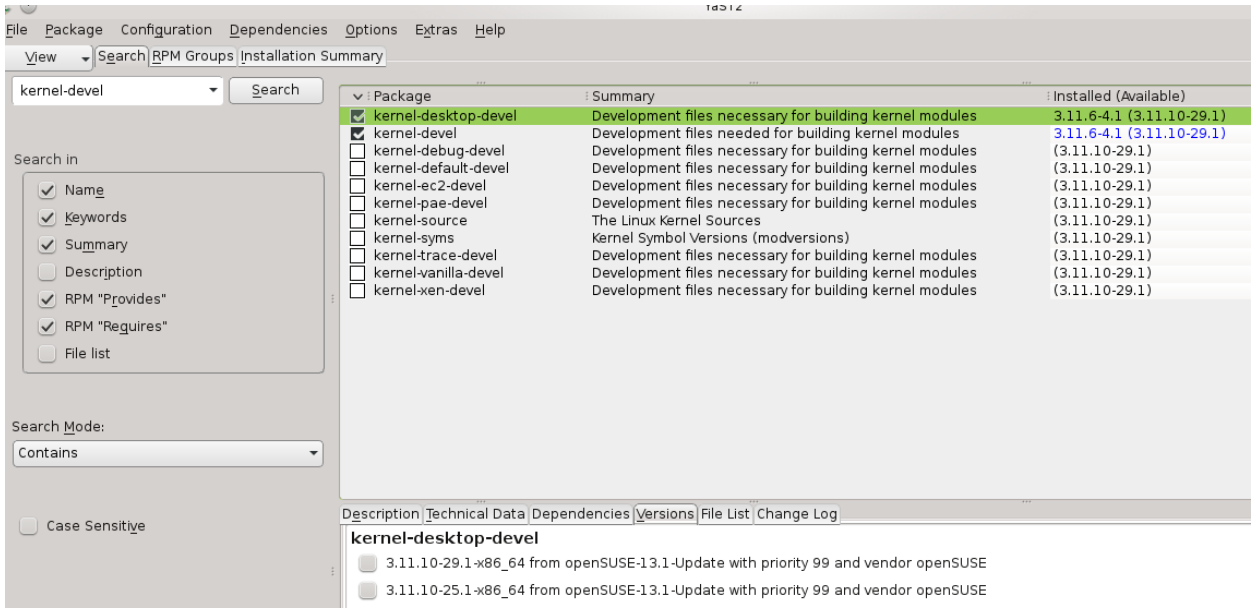 YaST2
File Package Configuration Dependencies Options Extras Help
View Search RPM Groups Installation Summary
kernel-devel Search
Package Summary Installed (Available)
kernel-desktop-devel Development files necessary for building kernel modules 3.11.6-4.1 (3.11.10-29.1)
kernel-devel Development files needed for building kernel modules 3.11.6-4.1 (3.11.10-29.1)
kernel-debug-devel Development files necessary for building kernel modules (3.11.10-29.1)
kernel-default-devel Development files necessary for building kernel modules (3.11.10-29.1)
kernel-ec2-devel Development files necessary for building kernel modules (3.11.10-29.1)
kernel-pae-devel Development files necessary for building kernel modules (3.11.10-29.1)
kernel-source The Linux Kernel Sources (3.11.10-29.1)
kernel-syms Kernel Symbol Versions (modversions) (3.11.10-29.1)
kernel-trace-devel Development files necessary for building kernel modules (3.11.10-29.1)
kernel-vanilla-devel Development files necessary for building kernel modules (3.11.10-29.1)
kernel-xen-devel Development files necessary for building kernel modules (3.11.10-29.1)
Search in
Name
Keywords
Summary
Description
RPM "Provides"
RPM "Requires"
File list
Search Mode:
Contains
Case Sensitive
Description Technical Data Dependencies Versions File List Change Log
kernel-desktop-devel
3.11.10-29.1-x86_64 from openSUSE-13.1-Update with priority 99 and vendor openSUSE
3.11.10-25.1-x86_64 from openSUSE-13.1-Update with priority 99 and vendor openSUSE